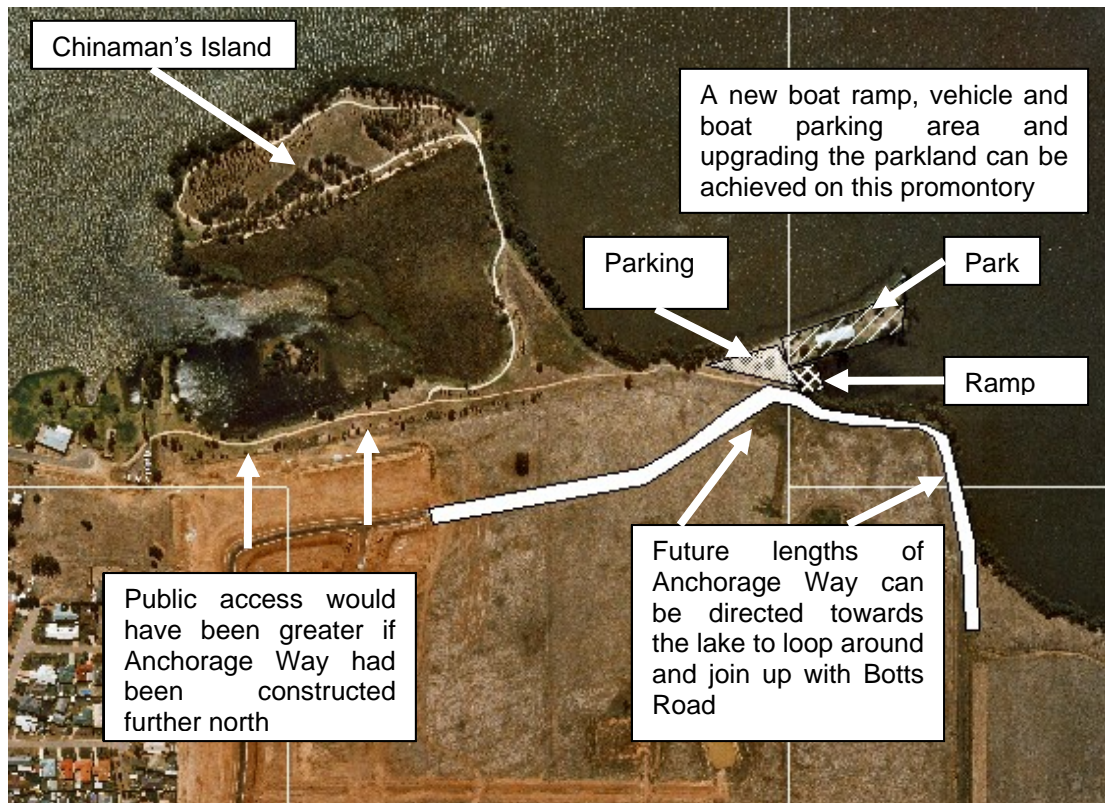 Chinaman's Island
A new boat ramp, vehicle and
boat parking area and
upgrading the parkland can be
achieved on this promontory
Parking
Park
Ramp
Public access would
have been greater if
Anchorage Way had
been constructed
further north
Future lengths of
Anchorage Way can
be directed towards
the lake to loop around
and join up with Botts
Road